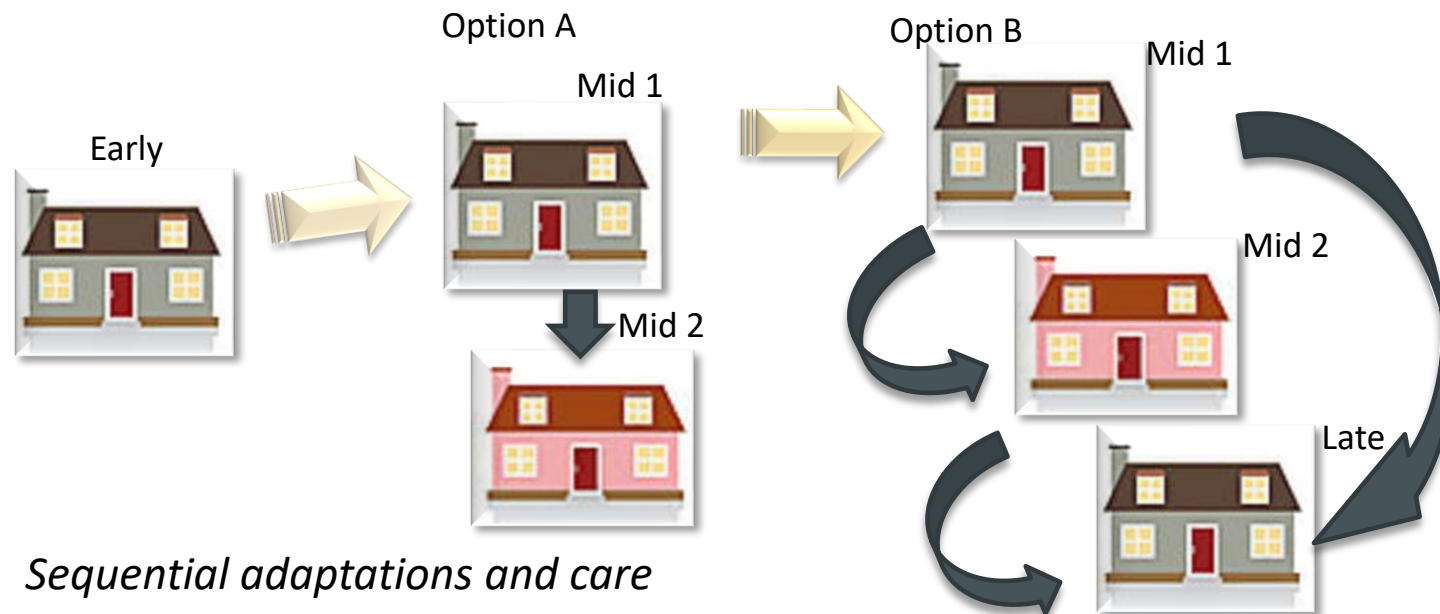 Early
Option A
Mid 1
Mid 2
Option B
Mid 1
Mid 2
Late
Sequential adaptations and care